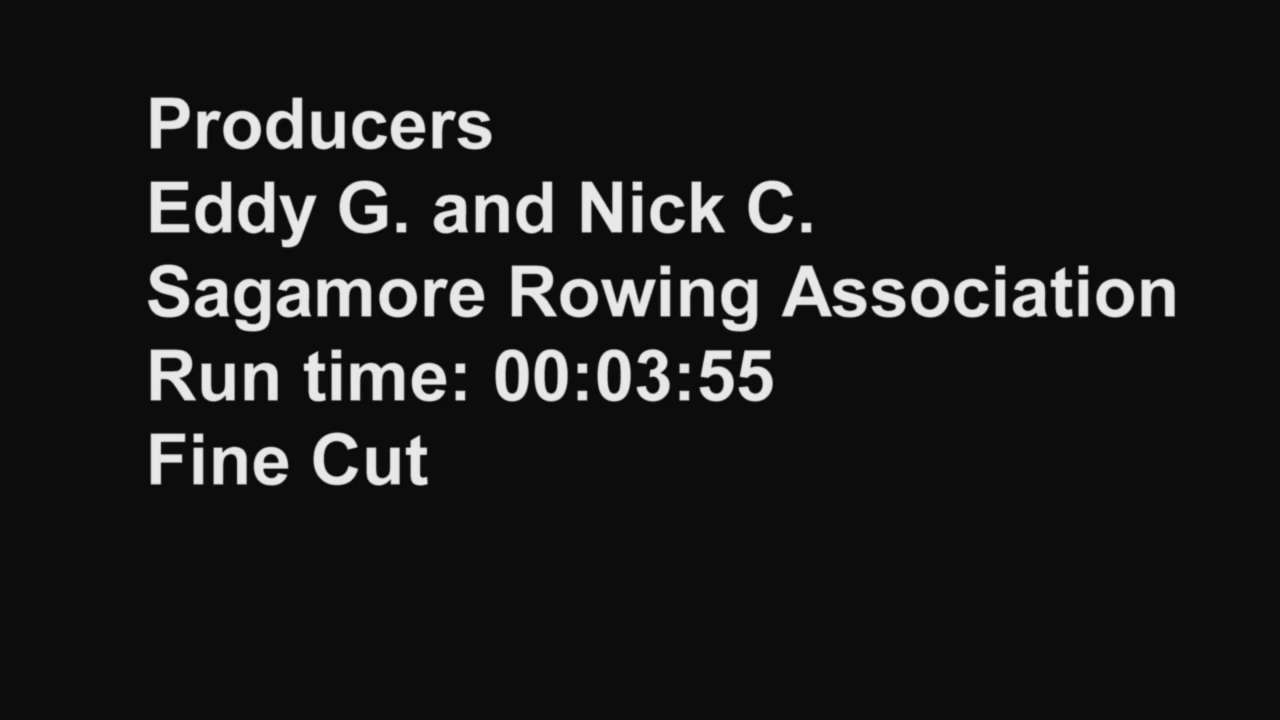 Producers
Eddy G. and Nick C.
Sagamore Rowing Association
Run time: 00:03:55
Fine Cut